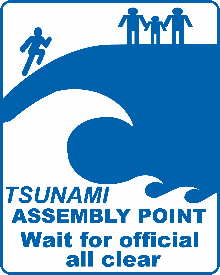 TSUNAMI
ASSEMBLY POINT
Wait for official
all clear